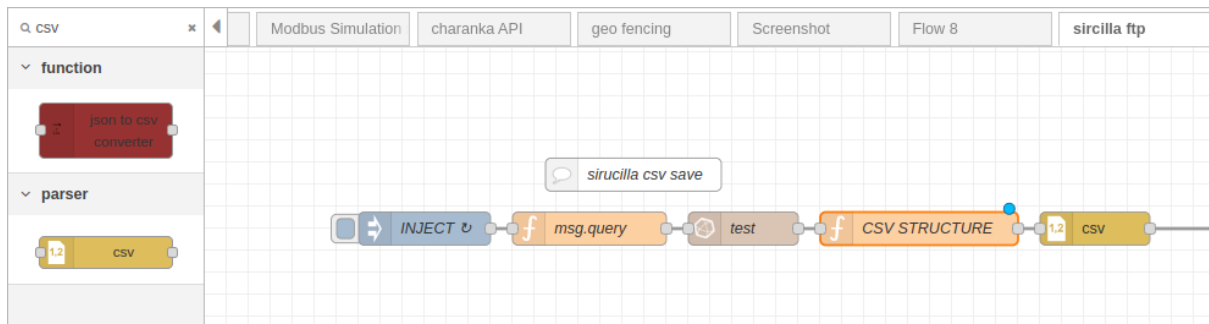 csv
Modbus Simulation
charanka API
geo fencing
Screenshot
Flow 8
sircilla ftp
function
json to csv
converter
parser
1,2 csv
sirucilla csv save
INJECT ↻
msg.query
test
CSV STRUCTURE
1,2 csv